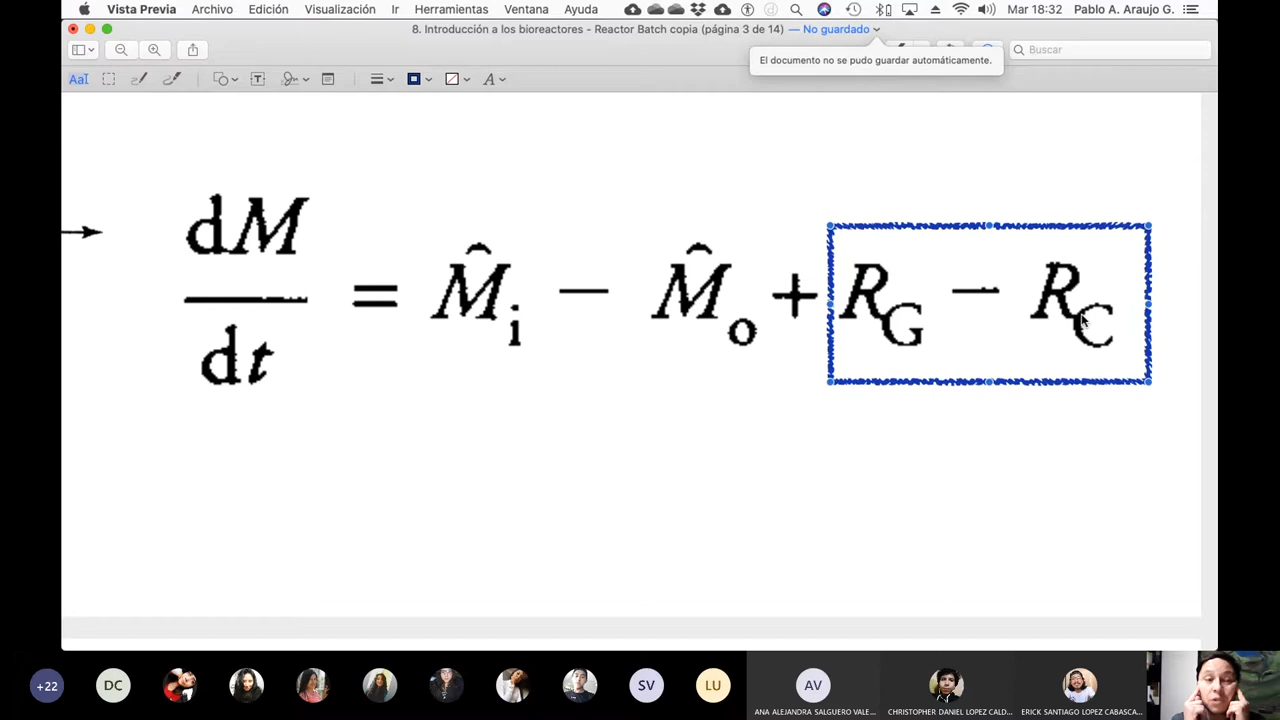 Vista Previa Archivo Edición Visualización Ir Herramientas Ventana Ayuda Mar 18:32 Pablo A. Araujo G.
8. Introducción a los bioreactores - Reactor Batch copia (página 3 de 14) — No guardado
Buscar
El documento no se pudo guardar automáticamente.
AaI T A
dM/dt = M̂i − M̂o + RG − RC
+22 DC SV LU AV
ANA ALEJANDRA SALGUERO VALE... CHRISTOPHER DANIEL LOPEZ CALD... ERICK SANTIAGO LOPEZ CABASCA...